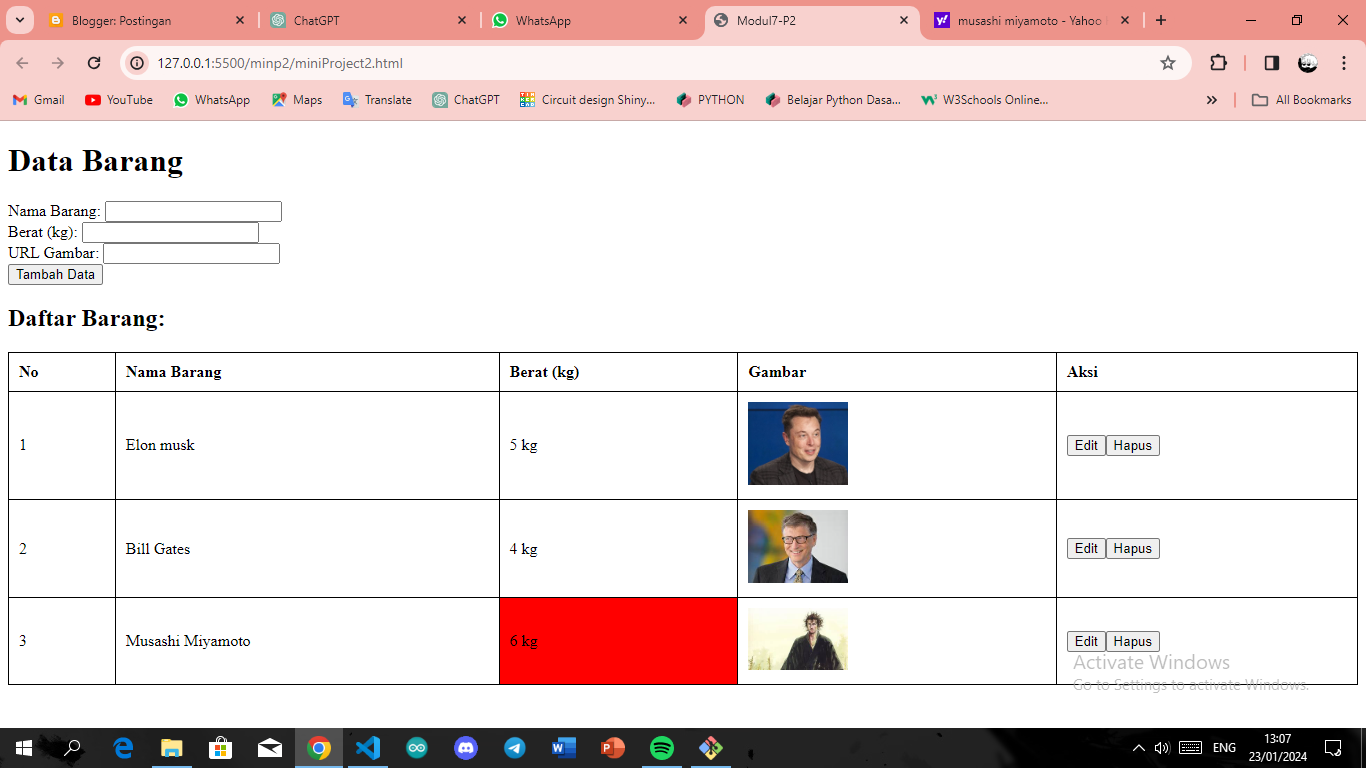 Blogger: Postingan
ChatGPT
WhatsApp
Modul7-P2
musashi miyamoto - Yahoo
127.0.0.1:5500/minp2/miniProject2.html
Gmail
YouTube
WhatsApp
Maps
Translate
ChatGPT
Circuit design Shiny...
PYTHON
Belajar Python Dasa...
W3Schools Online...
All Bookmarks
Data Barang
Nama Barang:
Berat (kg):
URL Gambar:
Tambah Data
Daftar Barang:
No Nama Barang Berat (kg) Gambar Aksi
1 Elon musk 5 kg Edit Hapus
2 Bill Gates 4 kg Edit Hapus
3 Musashi Miyamoto 6 kg Edit Hapus
Activate Windows
Go to Settings to activate Windows.
ENG
13:07
23/01/2024